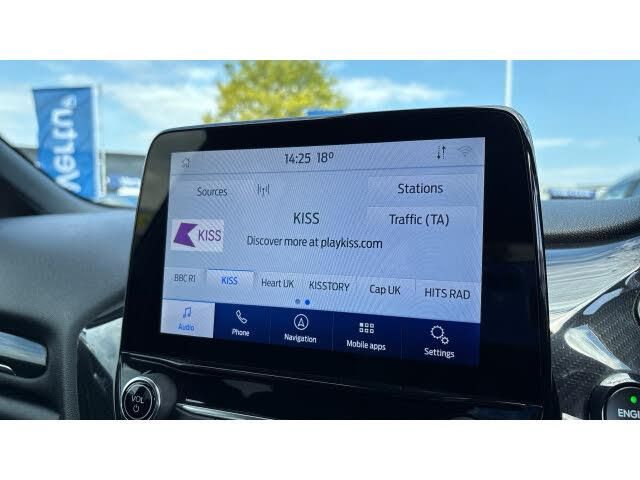 14:25 18°
Sources
Stations
KISS
Traffic (TA)
KISS
Discover more at playkiss.com
BBC R1
KISS
Heart UK
KISSTORY
Cap UK
HITS RAD
Audio
Phone
Navigation
Mobile apps
Settings
VOL